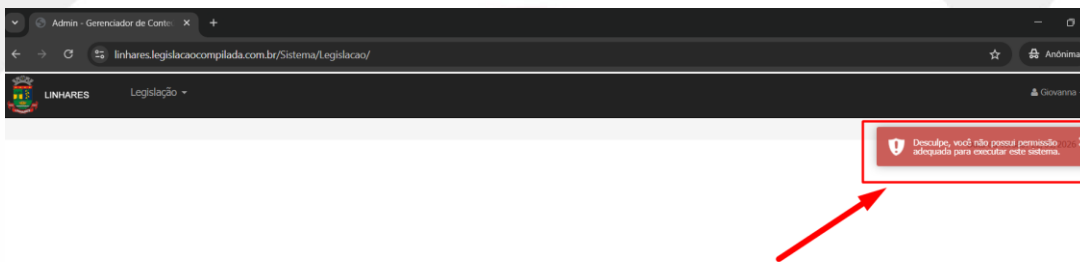 Admin - Gerenciador de Conte
linhares.legislacaocompilada.com.br/Sistema/Legislacao/
Anônima
LINHARES
Legislação
Giovanna
Desculpe, você não possui permissão
adequada para executar este sistema.